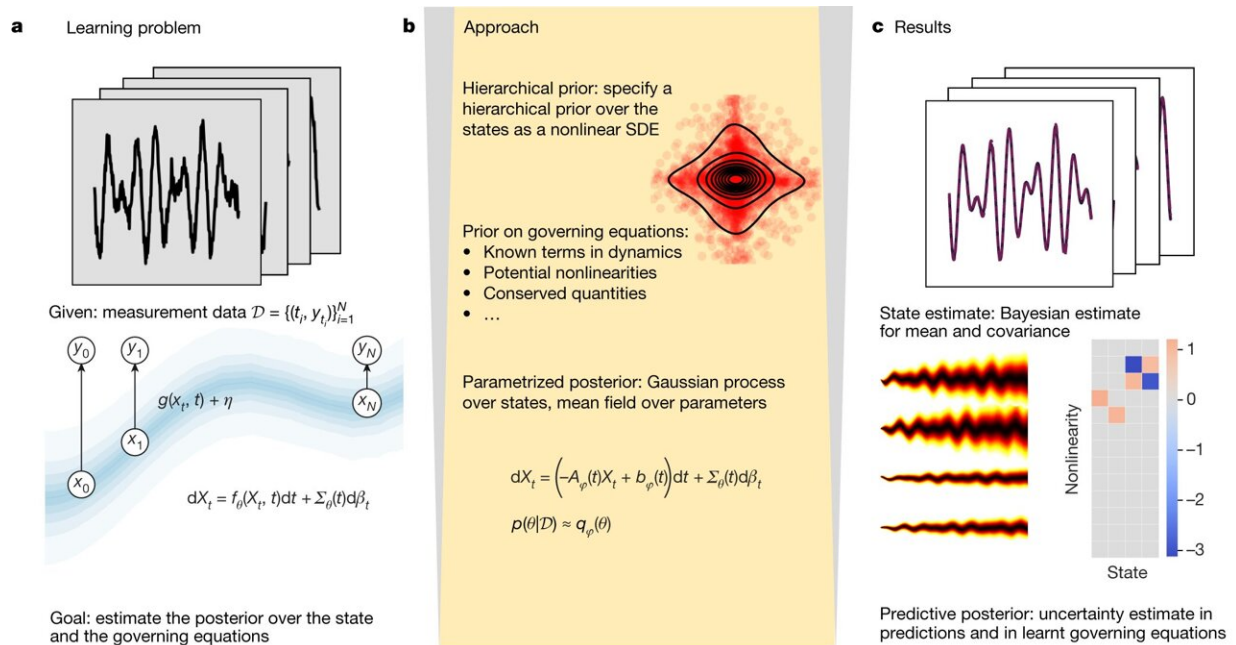 a Learning problem
Given: measurement data 𝒟 = {(tᵢ, y_tᵢ)}ᵢ₌₁ᴺ
y₀ y₁ y_N
g(xₜ, t) + η
x_N
x₁
x₀
dXₜ = f_θ(Xₜ, t)dt + Σ_θ(t)dβₜ
Goal: estimate the posterior over the state
and the governing equations
b Approach
Hierarchical prior: specify a
hierarchical prior over the
states as a nonlinear SDE
Prior on governing equations:
• Known terms in dynamics
• Potential nonlinearities
• Conserved quantities
• …
Parametrized posterior: Gaussian process
over states, mean field over parameters
dXₜ = (–A_φ(t)Xₜ + b_φ(t))dt + Σ_θ(t)dβₜ
p(θ|𝒟) ≈ q_φ(θ)
c Results
State estimate: Bayesian estimate
for mean and covariance
Nonlinearity
State
1
0
–1
–2
–3
Predictive posterior: uncertainty estimate in
predictions and in learnt governing equations